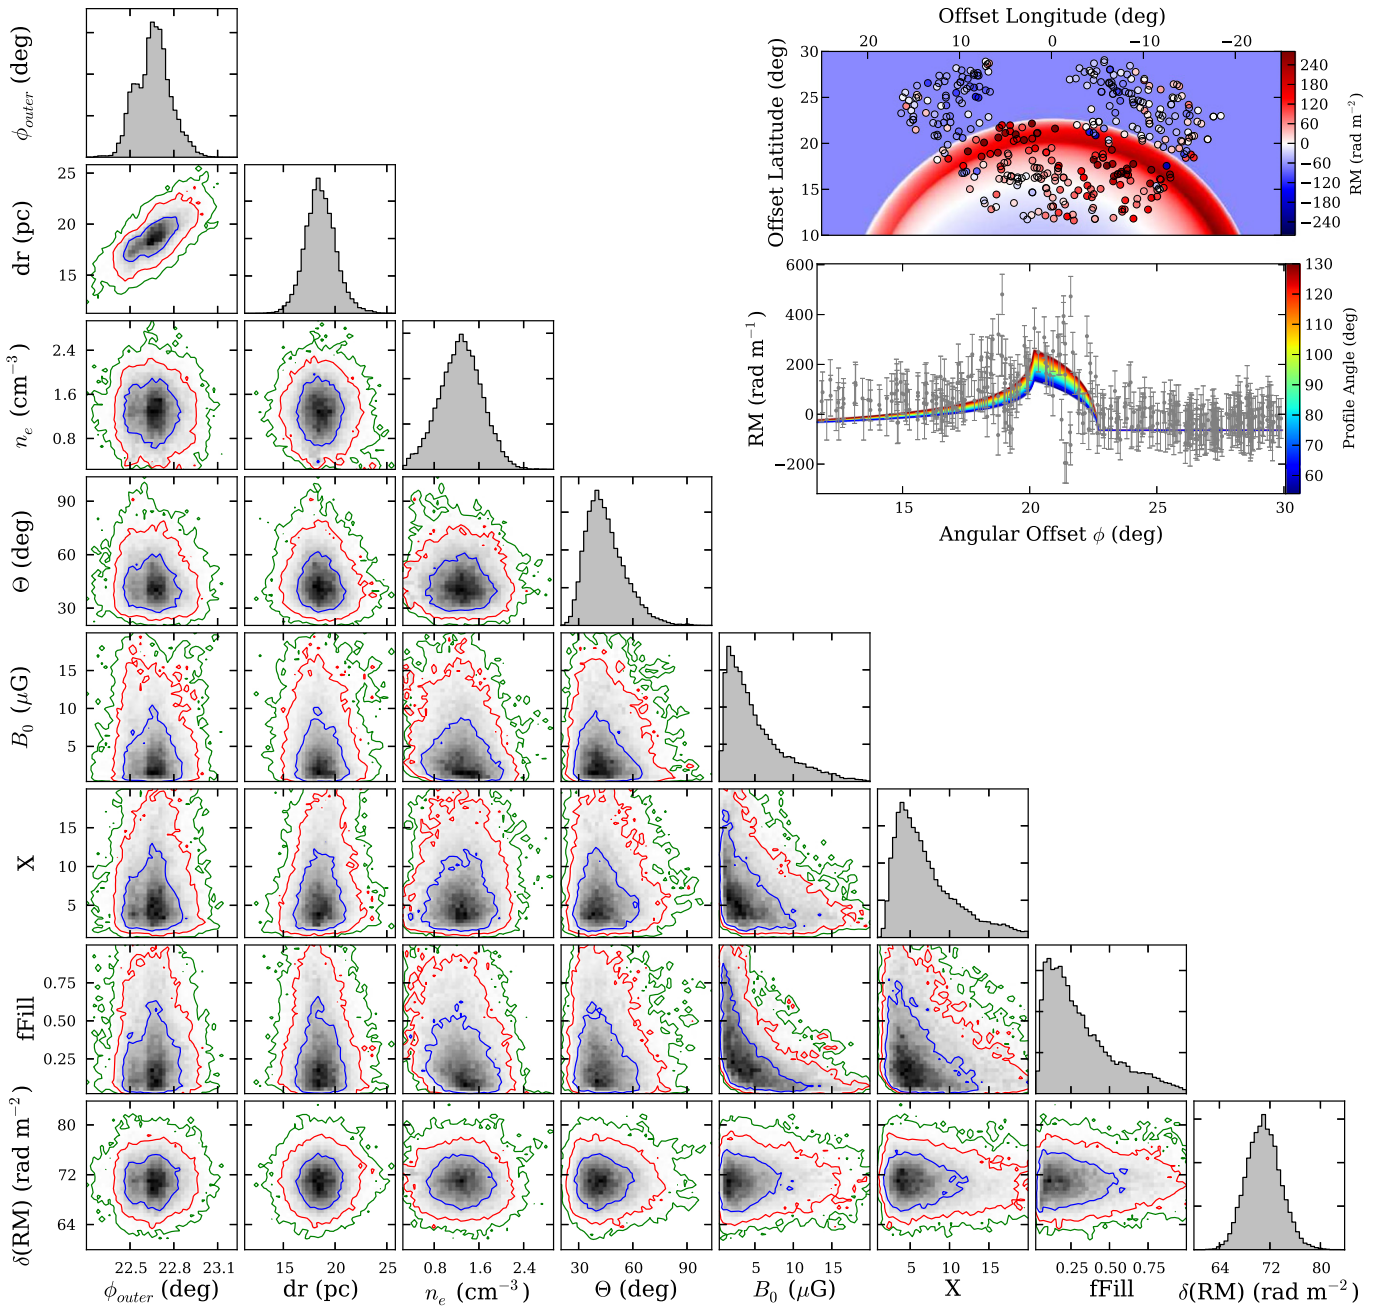 Offset Longitude (deg)
20 10 0 −10 −20
ϕouter (deg)
Offset Latitude (deg)
30
25
20
15
10
240
180
120
60
0
−60
−120
−180
−240
RM (rad m⁻²)
dr (pc)
25
20
15
RM (rad m⁻¹)
600
400
200
0
−200
15 20 25 30
Angular Offset ϕ (deg)
130
120
110
100
90
80
70
60
Profile Angle (deg)
nₑ (cm⁻³)
2.4
1.6
0.8
Θ (deg)
90
60
30
B₀ (μG)
15
10
5
X
15
10
5
fFill
0.75
0.50
0.25
δ(RM) (rad m⁻²)
80
72
64
22.5 22.8 23.1 15 20 25 0.8 1.6 2.4 30 60 90 5 10 15 5 10 15 0.25 0.50 0.75 64 72 80
ϕouter (deg) dr (pc) nₑ (cm⁻³) Θ (deg) B₀ (μG) X fFill δ(RM) (rad m⁻²)